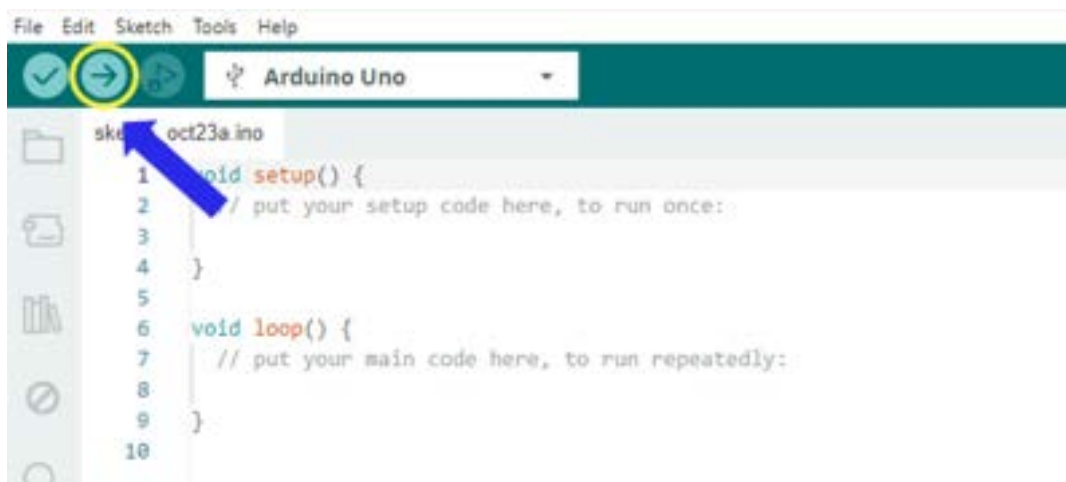 File Edit Sketch Tools Help
Arduino Uno
oct23a.ino
1 void setup() {
2 // put your setup code here, to run once:
3
4 }
5
6 void loop() {
7 // put your main code here, to run repeatedly:
8
9 }
10